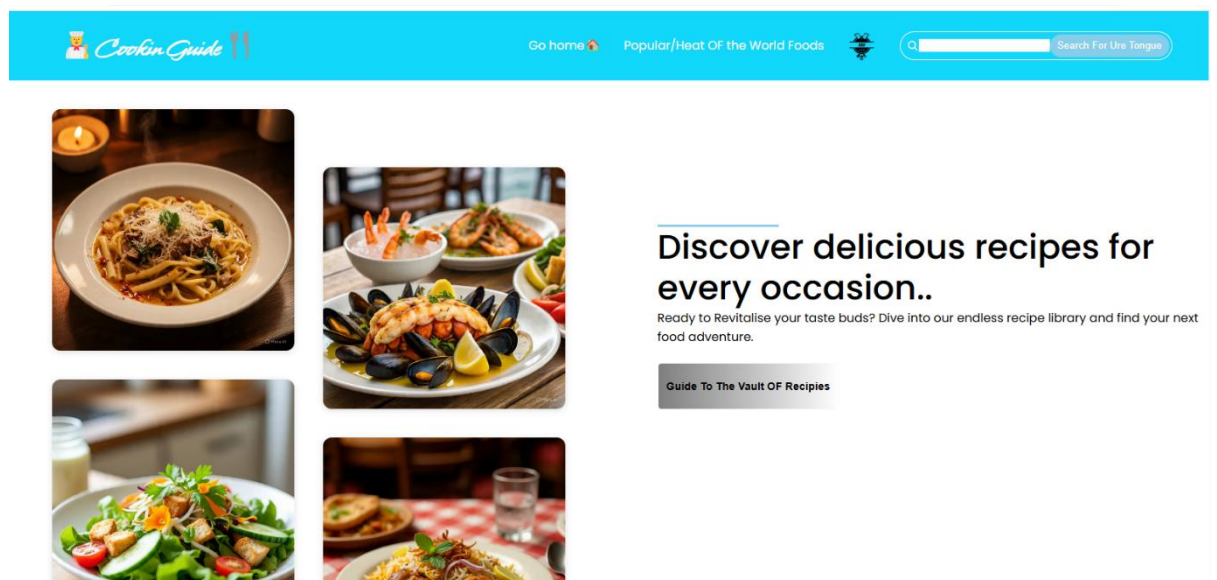 Cookin Guide
Go home
Popular/Heat OF the World Foods
Search For Ure Tongue
Discover delicious recipes for
every occasion..
Ready to Revitalise your taste buds? Dive into our endless recipe library and find your next
food adventure.
Guide To The Vault OF Recipies